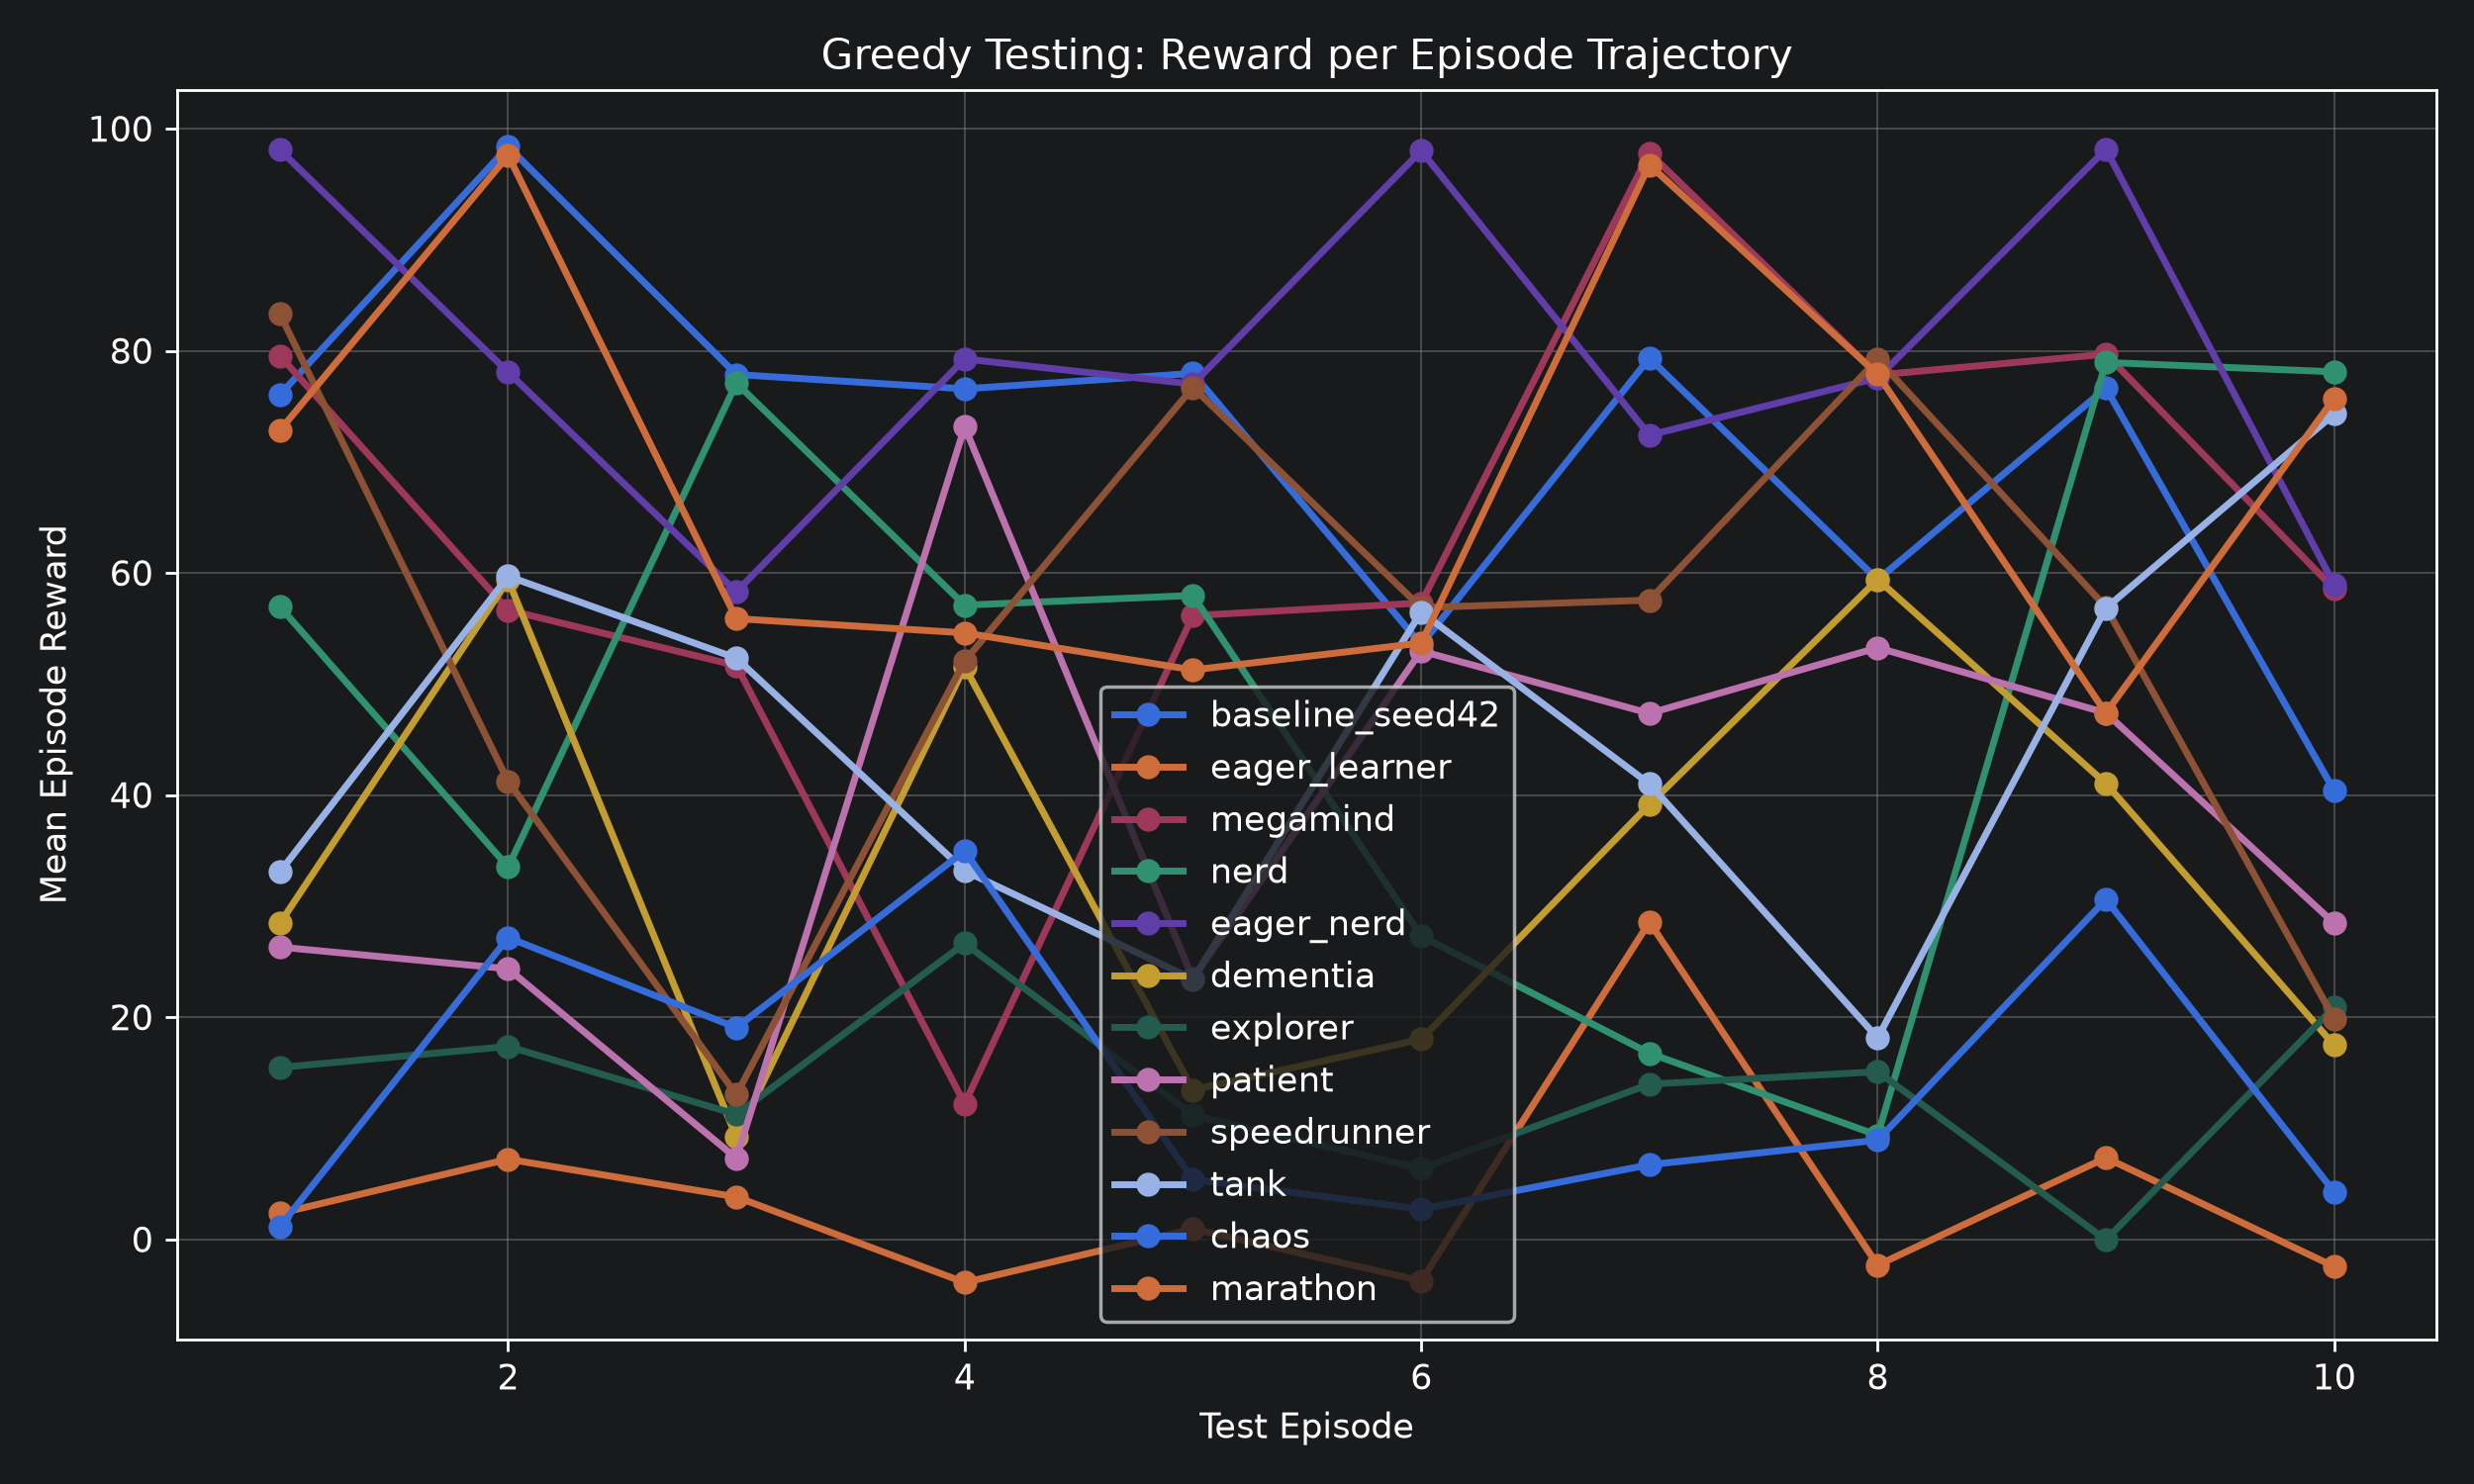 Greedy Testing: Reward per Episode Trajectory
100
80
60
40
20
0
Mean Episode Reward
baseline_seed42
eager_learner
megamind
nerd
eager_nerd
dementia
explorer
patient
speedrunner
tank
chaos
marathon
2 4 6 8 10
Test Episode